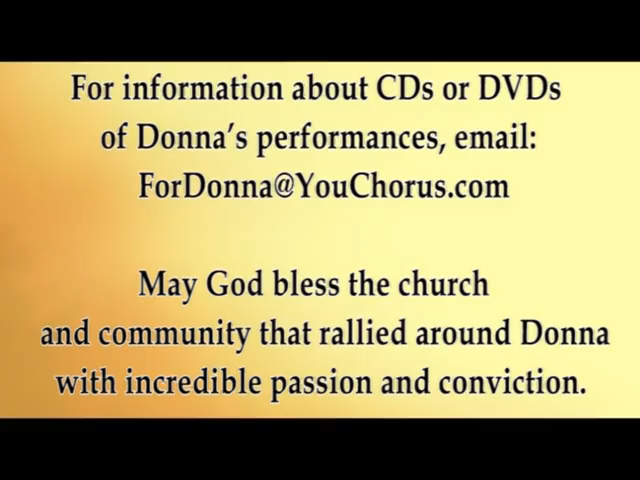 For information about CDs or DVDs
of Donna's performances, email:
ForDonna@YouChorus.com
May God bless the church
and community that rallied around Donna
with incredible passion and conviction.